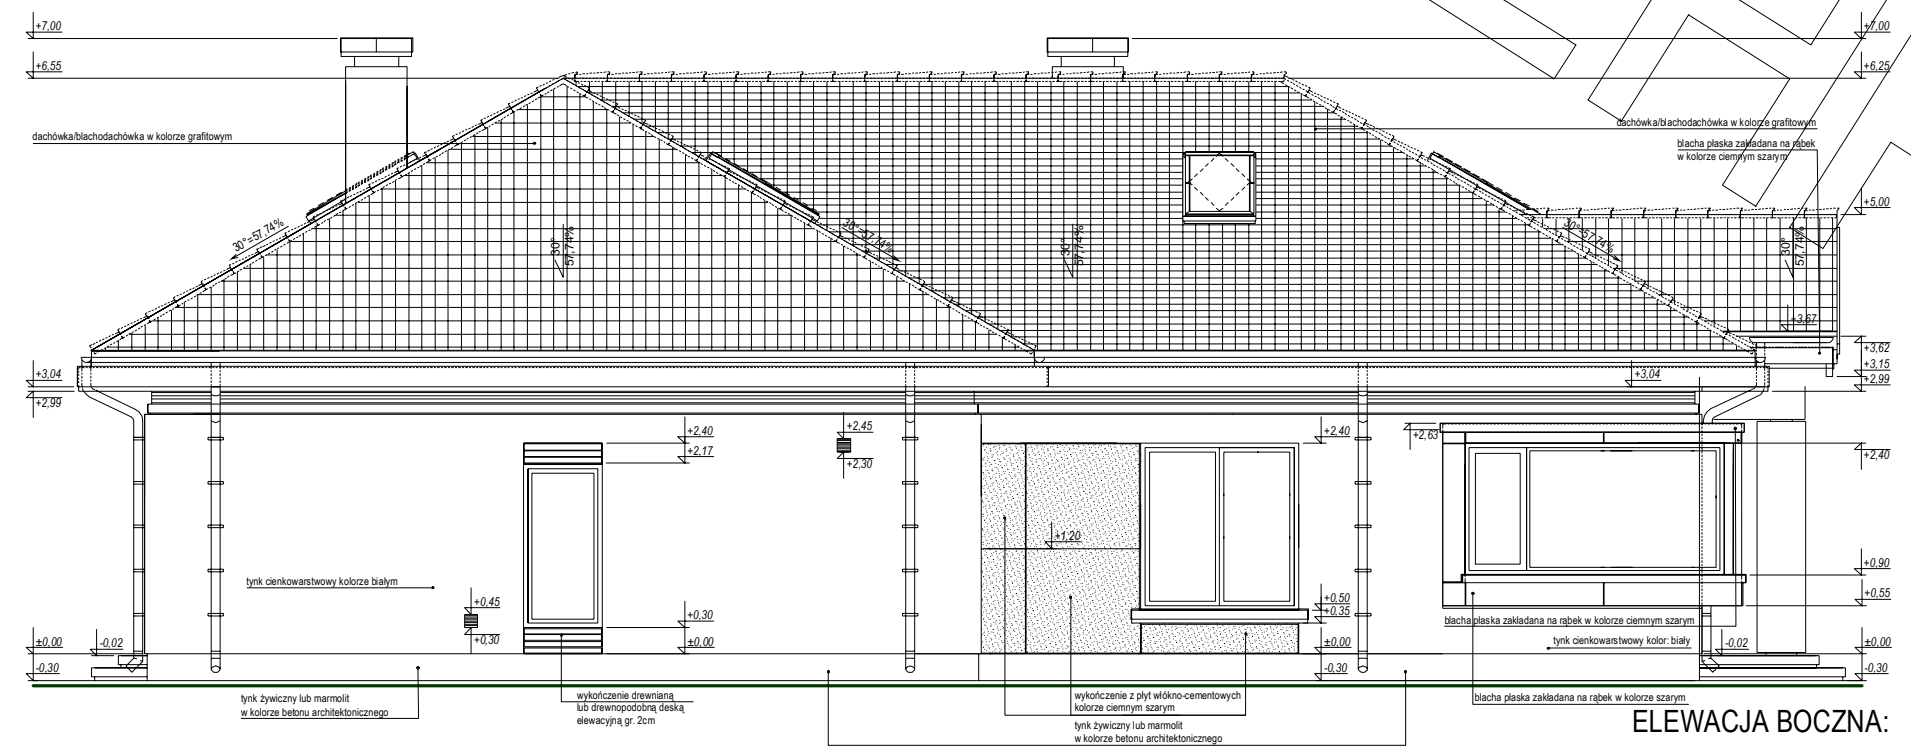 +7,00
+7,00
+6,55
+6,25
dachówka/blachodachówka w kolorze grafitowym
dachówka/blachodachówka w kolorze grafitowym
blacha płaska zakładana na rąbek
w kolorze ciemnym szarym
+5,00
30°=57,74%
30°
57,74%
30°=57,74%
30°
57,74%
30°=57,74%
30°
57,74%
+3,67
+3,62
+3,15
+2,99
+3,04
+2,99
+3,04
+2,40
+2,17
+2,45
+2,30
+2,40
+2,63
+2,40
+1,20
tynk cienkowarstwowy kolorze białym
+0,45
+0,30
+0,30
±0,00
+0,50
+0,35
±0,00
-0,30
+0,90
+0,55
blacha płaska zakładana na rąbek w kolorze ciemnym szarym
tynk cienkowarstwowy kolor: biały
-0,02
±0,00
-0,30
±0,00
-0,02
-0,30
tynk żywiczny lub marmolit
w kolorze betonu architektonicznego
wykończenie drewnianą
lub drewnopodobną deską
elewacyjną gr. 2cm
wykończenie z płyt włókno-cementowych
kolorze ciemnym szarym
tynk żywiczny lub marmolit
w kolorze betonu architektonicznego
blacha płaska zakładana na rąbek w kolorze szarym
ELEWACJA BOCZNA: